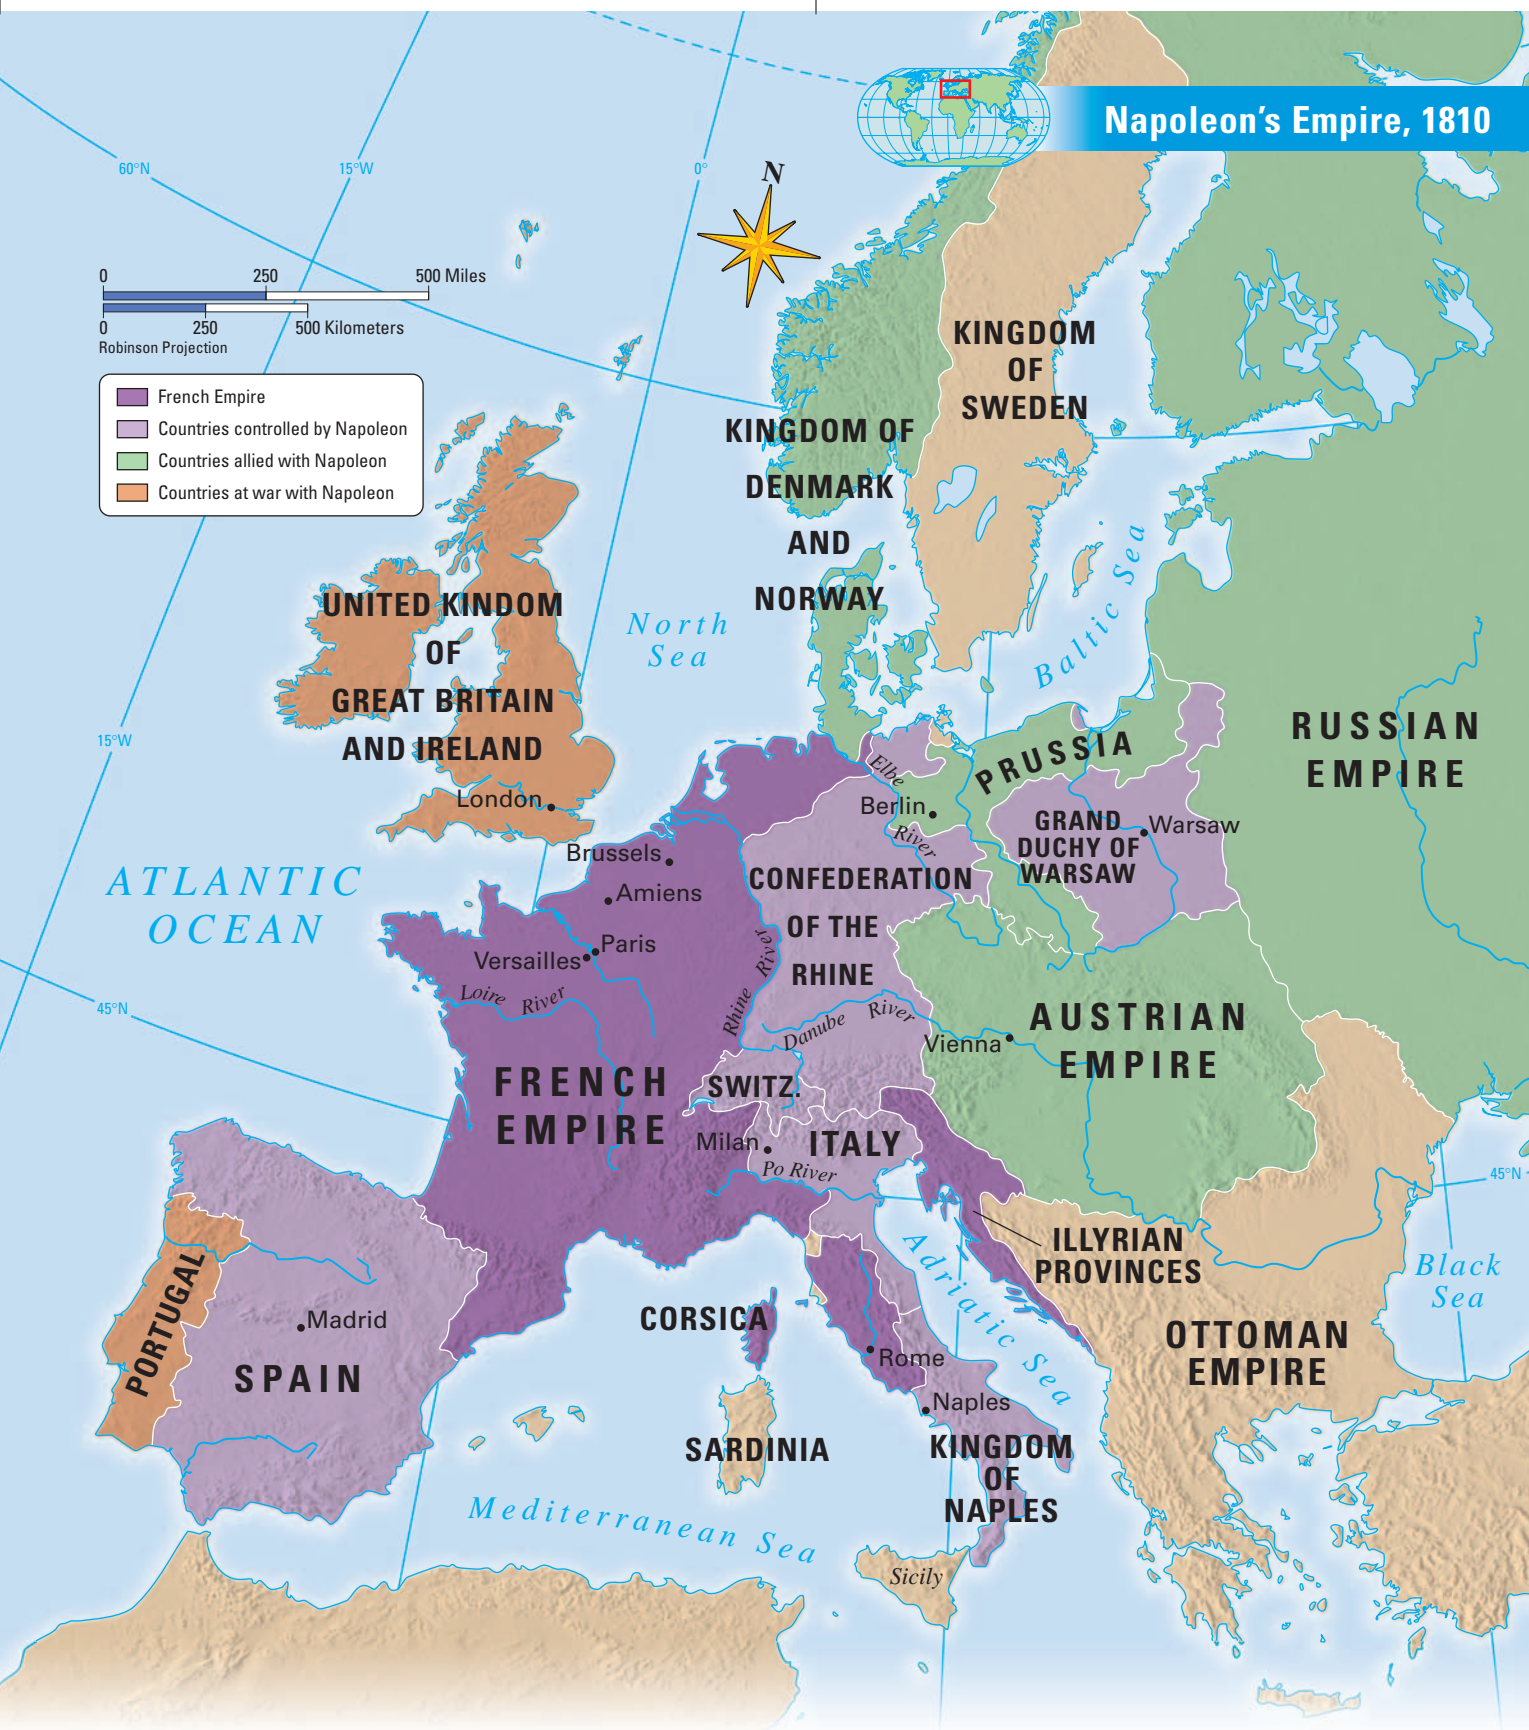 Napoleon's Empire, 1810
60°N
15°W
0°
N
0 250 500 Miles
0 250 500 Kilometers
Robinson Projection
French Empire
Countries controlled by Napoleon
Countries allied with Napoleon
Countries at war with Napoleon
KINGDOM
OF
SWEDEN
KINGDOM OF
DENMARK
AND
NORWAY
UNITED KINDOM
OF
GREAT BRITAIN
AND IRELAND
London
North
Sea
Baltic Sea
RUSSIAN
EMPIRE
PRUSSIA
Elbe
River
Berlin
GRAND
DUCHY OF
WARSAW
Warsaw
15°W
ATLANTIC
OCEAN
45°N
Brussels
Amiens
Paris
Versailles
Loire River
Rhine River
CONFEDERATION
OF THE
RHINE
Danube River
Vienna
AUSTRIAN
EMPIRE
FRENCH
EMPIRE
SWITZ.
Milan
ITALY
Po River
45°N
ILLYRIAN
PROVINCES
Adriatic Sea
Black
Sea
OTTOMAN
EMPIRE
PORTUGAL
Madrid
SPAIN
CORSICA
Rome
Naples
SARDINIA
KINGDOM
OF
NAPLES
Mediterranean Sea
Sicily